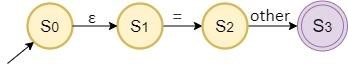 S0 ε S1 = S2 other S3